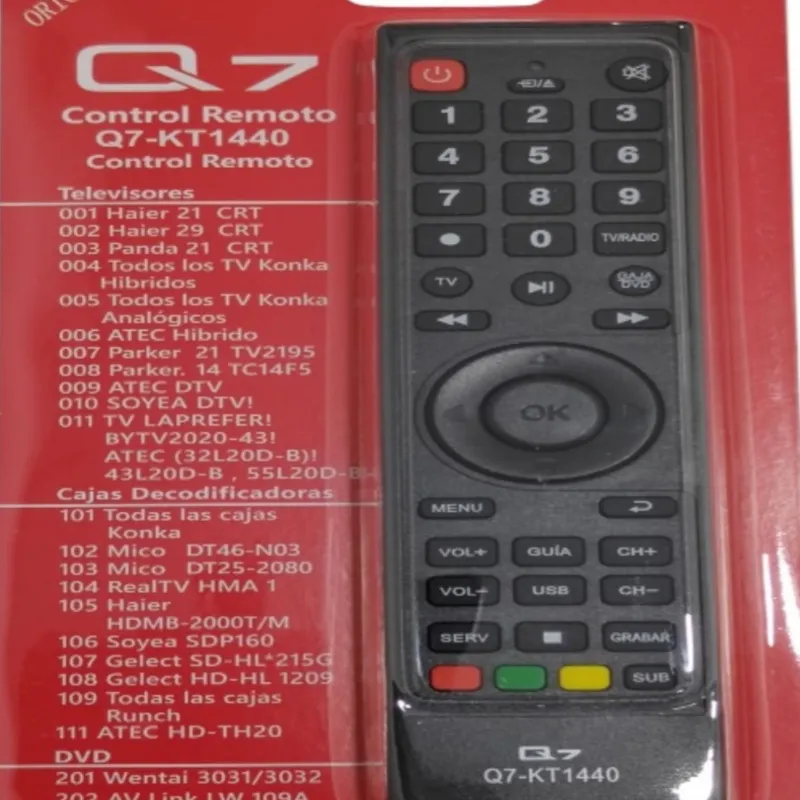 Q7
Control Remoto
Q7-KT1440
Control Remoto
Televisores
001 Haier 21 CRT
002 Haier 29 CRT
003 Panda 21 CRT
004 Todos los TV Konka
Hibridos
005 Todos los TV Konka
Analógicos
006 ATEC Hibrido
007 Parker 21 TV2195
008 Parker. 14 TC14F5
009 ATEC DTV
010 SOYEA DTV!
011 TV LAPREFER!
BYTV2020-43!
ATEC (32L20D-B)!
43L20D-B , 55L20D-B
Cajas Decodificadoras
101 Todas las cajas
Konka
102 Mico DT46-N03
103 Mico DT25-2080
104 RealTV HMA 1
105 Haier
HDMB-2000T/M
106 Soyea SDP160
107 Gelect SD-HL*215G
108 Gelect HD-HL 1209
109 Todas las cajas
Runch
111 ATEC HD-TH20
DVD
201 Wentai 3031/3032
202 AV Link LW 109A
1 2 3
4 5 6
7 8 9
0 TV/RADIO
TV
DVD
OK
MENU
VOL+ GUÍA CH+
VOL- USB CH-
SERV GRABAR
SUB
Q7
Q7-KT1440